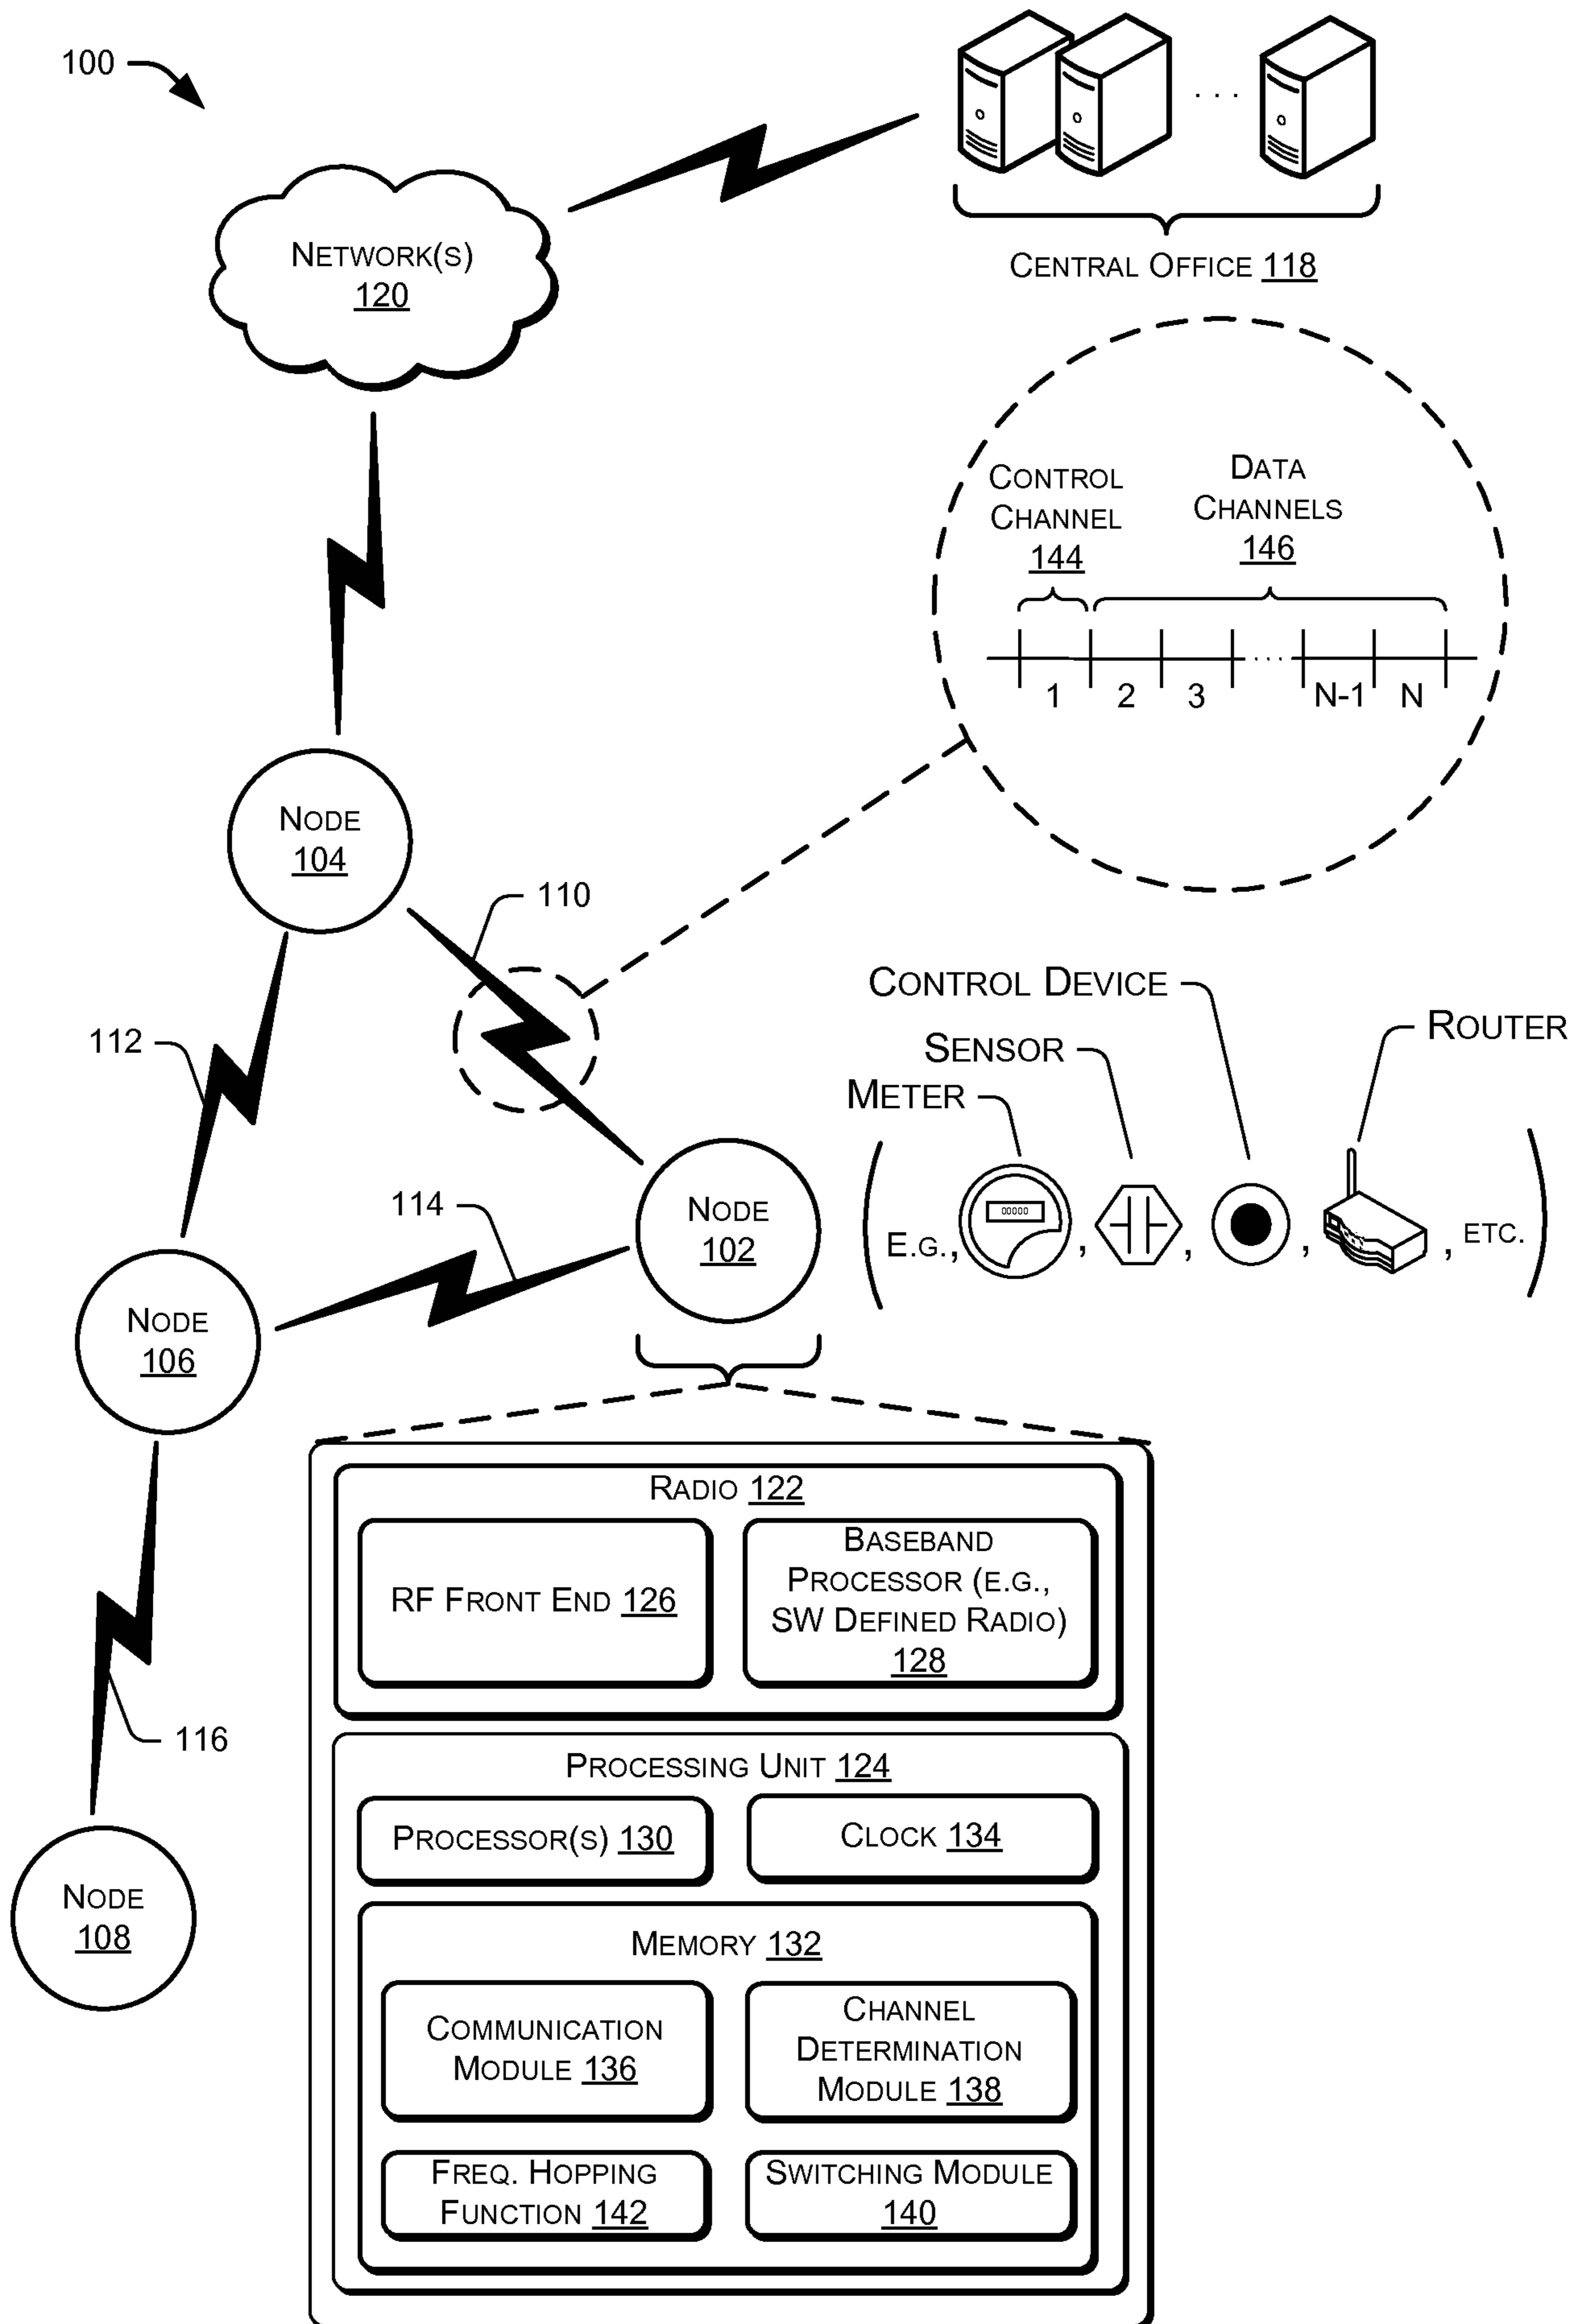 100
NETWORK(S)
120
CENTRAL OFFICE 118
. . .
CONTROL
CHANNEL
144
DATA
CHANNELS
146
1 2 3 ... N-1 N
NODE
104
110
112
CONTROL DEVICE
ROUTER
SENSOR
METER
114
NODE
102
(E.G., 00000, , , , ETC.)
NODE
106
RADIO 122
RF FRONT END 126
BASEBAND
PROCESSOR (E.G.,
SW DEFINED RADIO)
128
116
PROCESSING UNIT 124
PROCESSOR(S) 130
CLOCK 134
NODE
108
MEMORY 132
COMMUNICATION
MODULE 136
CHANNEL
DETERMINATION
MODULE 138
FREQ. HOPPING
FUNCTION 142
SWITCHING MODULE
140